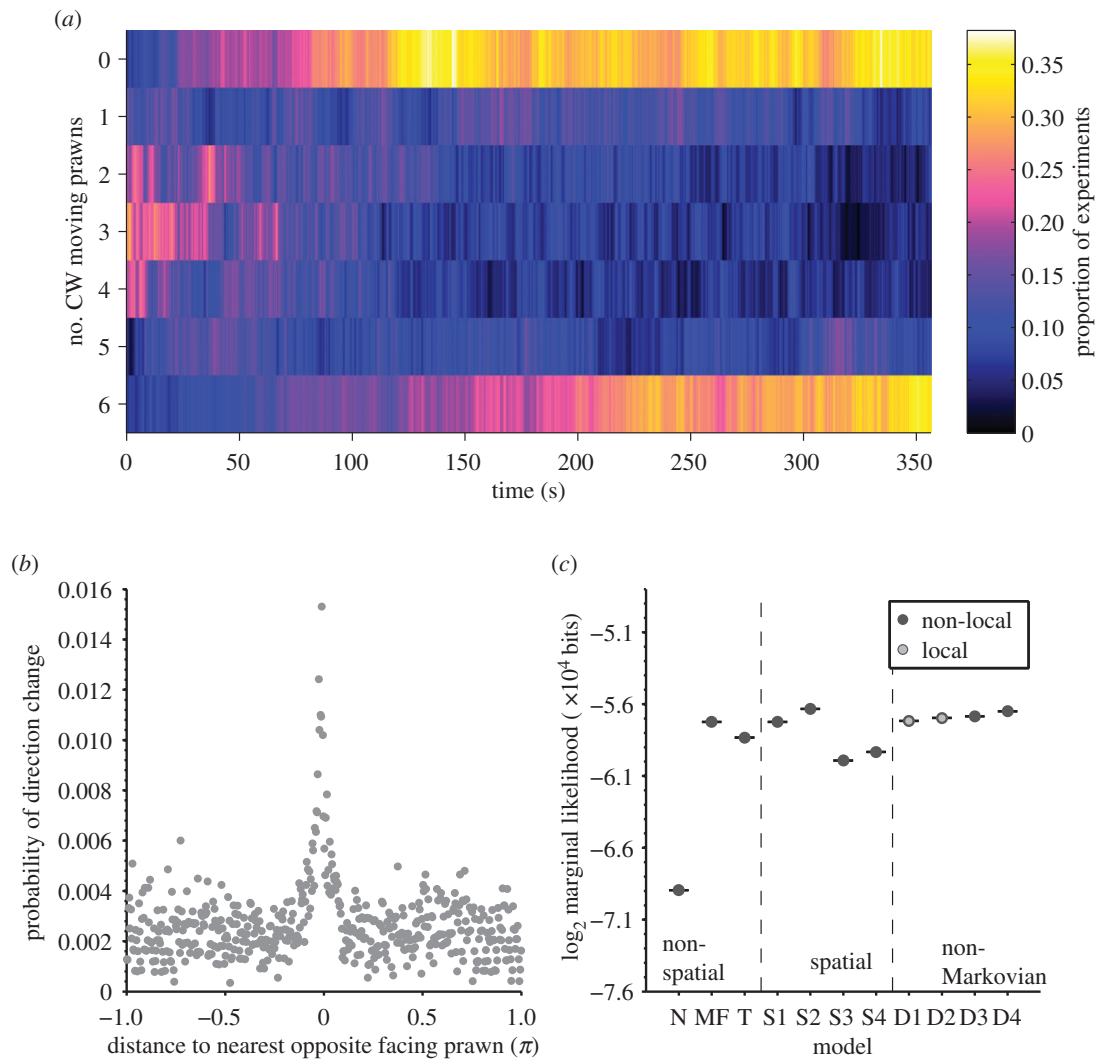 (a)
no. CW moving prawns
0
1
2
3
4
5
6
0 50 100 150 200 250 300 350
time (s)
0.35
0.30
0.25
0.20
0.15
0.10
0.05
0
proportion of experiments
(b)
probability of direction change
0.016
0.014
0.012
0.010
0.008
0.006
0.004
0.002
0
−1.0 −0.5 0 0.5 1.0
distance to nearest opposite facing prawn (π)
(c)
log2 marginal likelihood ( ×10^4 bits)
−5.1
−5.6
−6.1
−6.6
−7.1
−7.6
non-local
local
non-
spatial
spatial
non-
Markovian
N MF T S1 S2 S3 S4 D1 D2 D3 D4
model